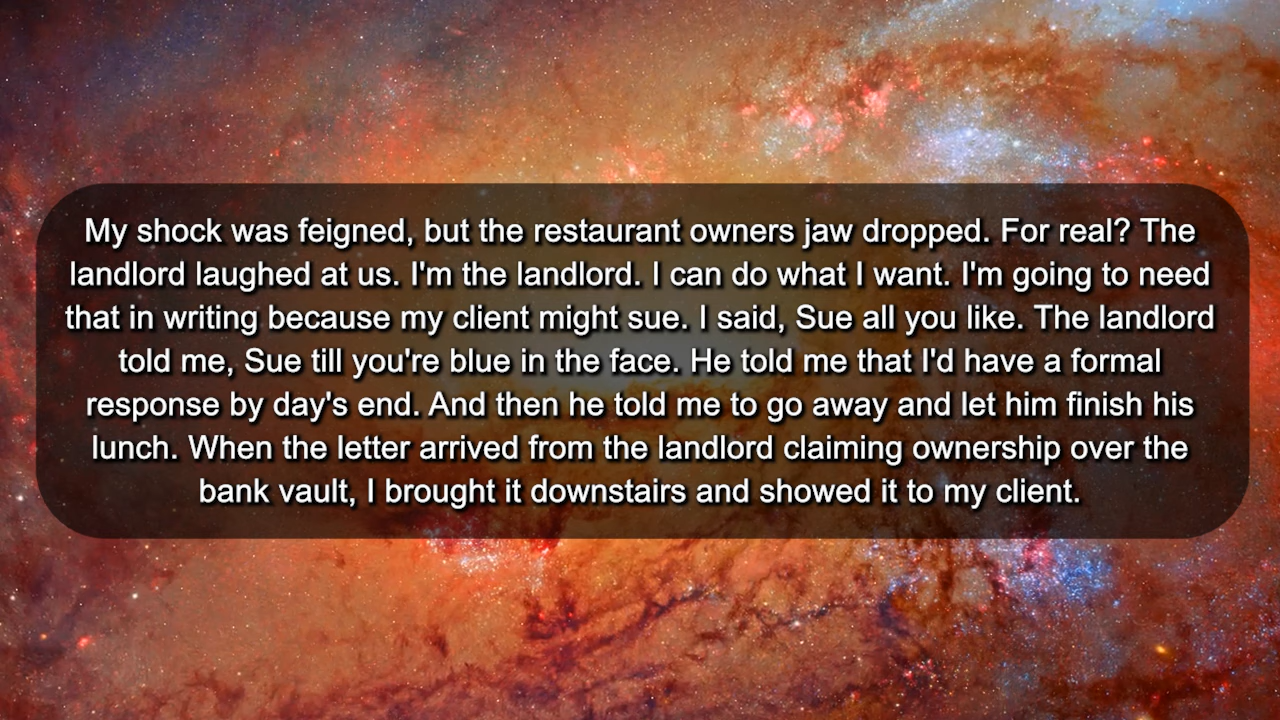 My shock was feigned, but the restaurant owners jaw dropped. For real? The
landlord laughed at us. I'm the landlord. I can do what I want. I'm going to need
that in writing because my client might sue. I said, Sue all you like. The landlord
told me, Sue till you're blue in the face. He told me that I'd have a formal
response by day's end. And then he told me to go away and let him finish his
lunch. When the letter arrived from the landlord claiming ownership over the
bank vault, I brought it downstairs and showed it to my client.